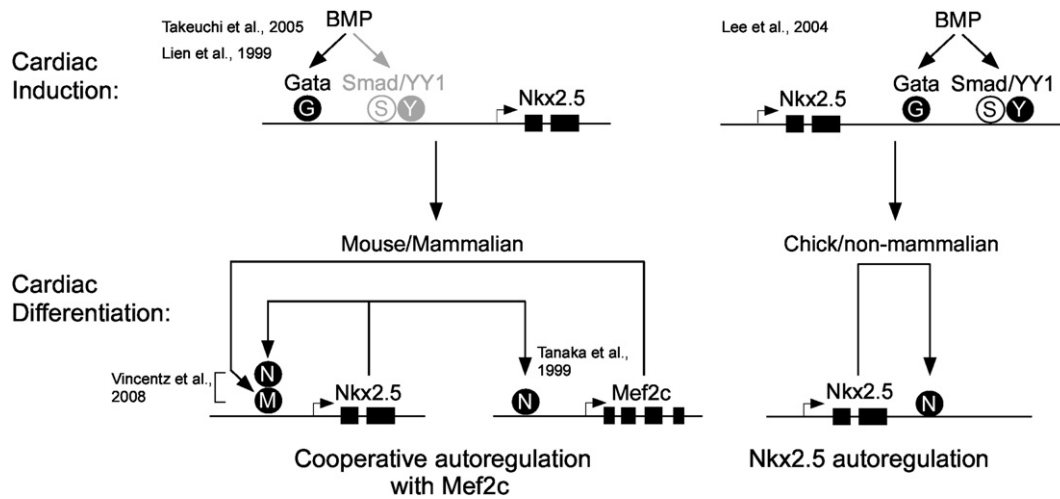 Takeuchi et al., 2005
Lien et al., 1999
BMP
Lee et al., 2004
BMP
Cardiac
Induction:
Gata
Smad/YY1
G
S
Y
Nkx2.5
Nkx2.5
Gata
Smad/YY1
G
S
Y
Mouse/Mammalian
Chick/non-mammalian
Cardiac
Differentiation:
Vincentz et al.,
2008
N
M
Nkx2.5
Tanaka et al.,
1999
N
Mef2c
Nkx2.5
N
Cooperative autoregulation
with Mef2c
Nkx2.5 autoregulation